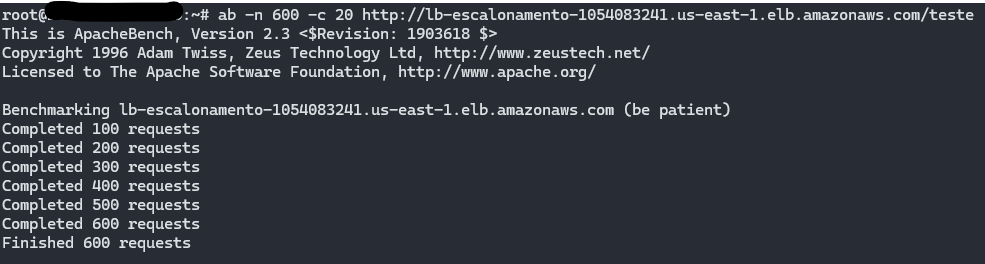 root@:~# ab -n 600 -c 20 http://lb-escalonamento-1054083241.us-east-1.elb.amazonaws.com/teste
This is ApacheBench, Version 2.3 <$Revision: 1903618 $>
Copyright 1996 Adam Twiss, Zeus Technology Ltd, http://www.zeustech.net/
Licensed to The Apache Software Foundation, http://www.apache.org/
Benchmarking lb-escalonamento-1054083241.us-east-1.elb.amazonaws.com (be patient)
Completed 100 requests
Completed 200 requests
Completed 300 requests
Completed 400 requests
Completed 500 requests
Completed 600 requests
Finished 600 requests